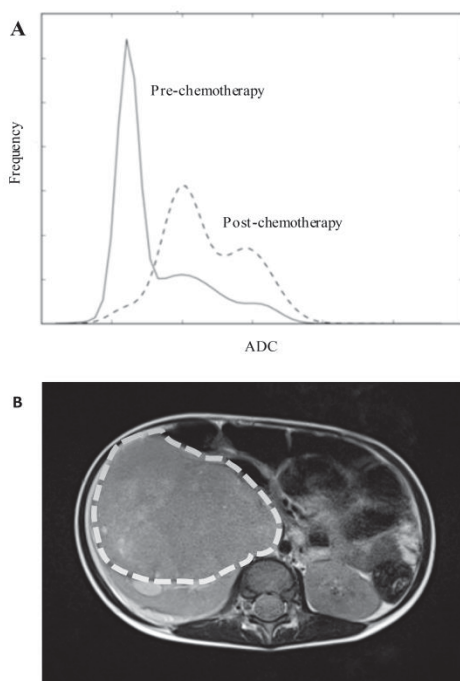 A
Pre-chemotherapy
Post-chemotherapy
Frequency
ADC
B